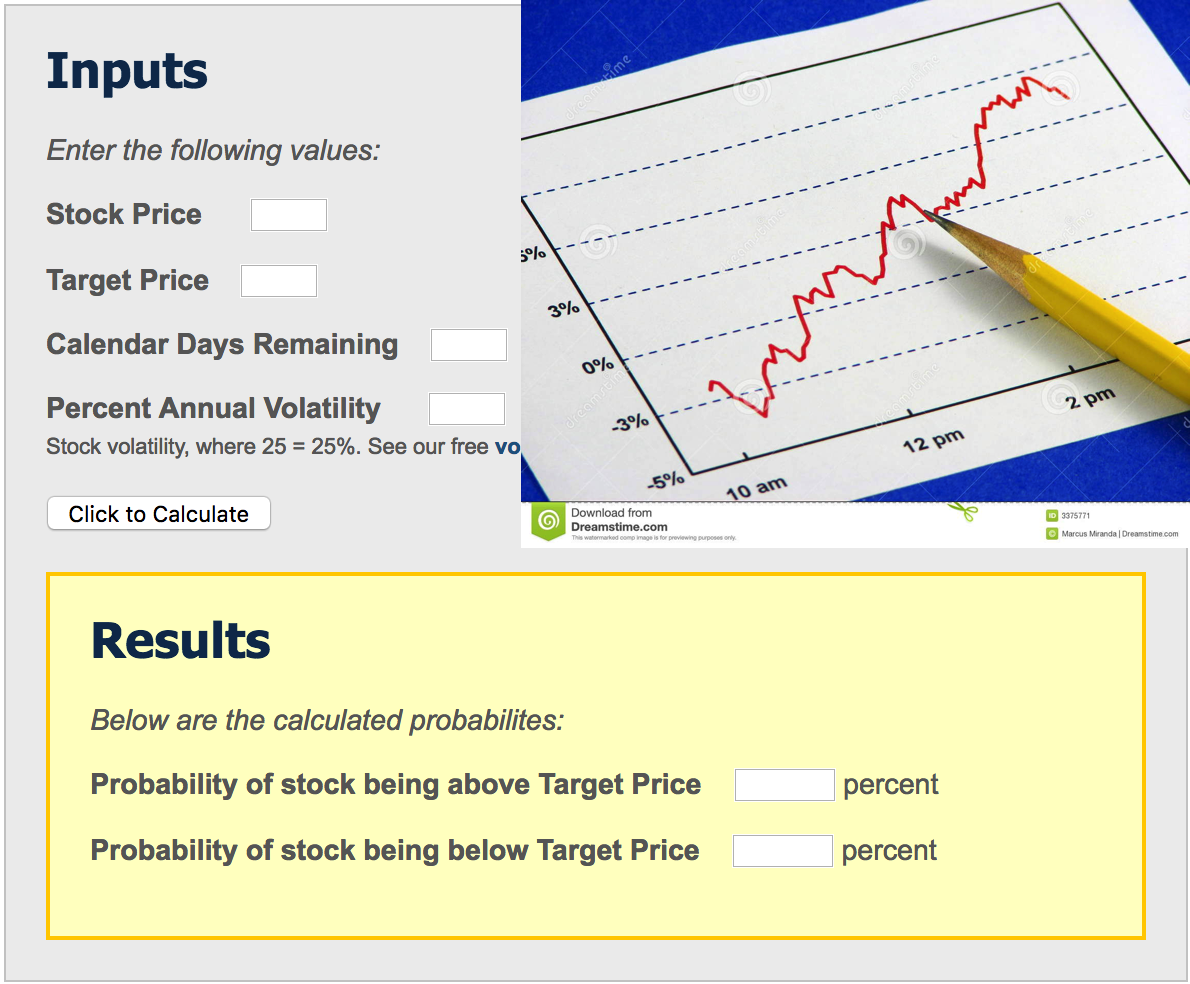 Inputs
Enter the following values:
Stock Price
Target Price
Calendar Days Remaining
Percent Annual Volatility
Stock volatility, where 25 = 25%. See our free vo
Click to Calculate
3%
0%
-3%
-5%
10 am
12 pm
2 pm
dreamstime
Download from
Dreamstime.com
This watermarked comp image is for previewing purposes only.
ID 3375771
© Marcus Miranda | Dreamstime.com
Results
Below are the calculated probabilites:
Probability of stock being above Target Price percent
Probability of stock being below Target Price percent